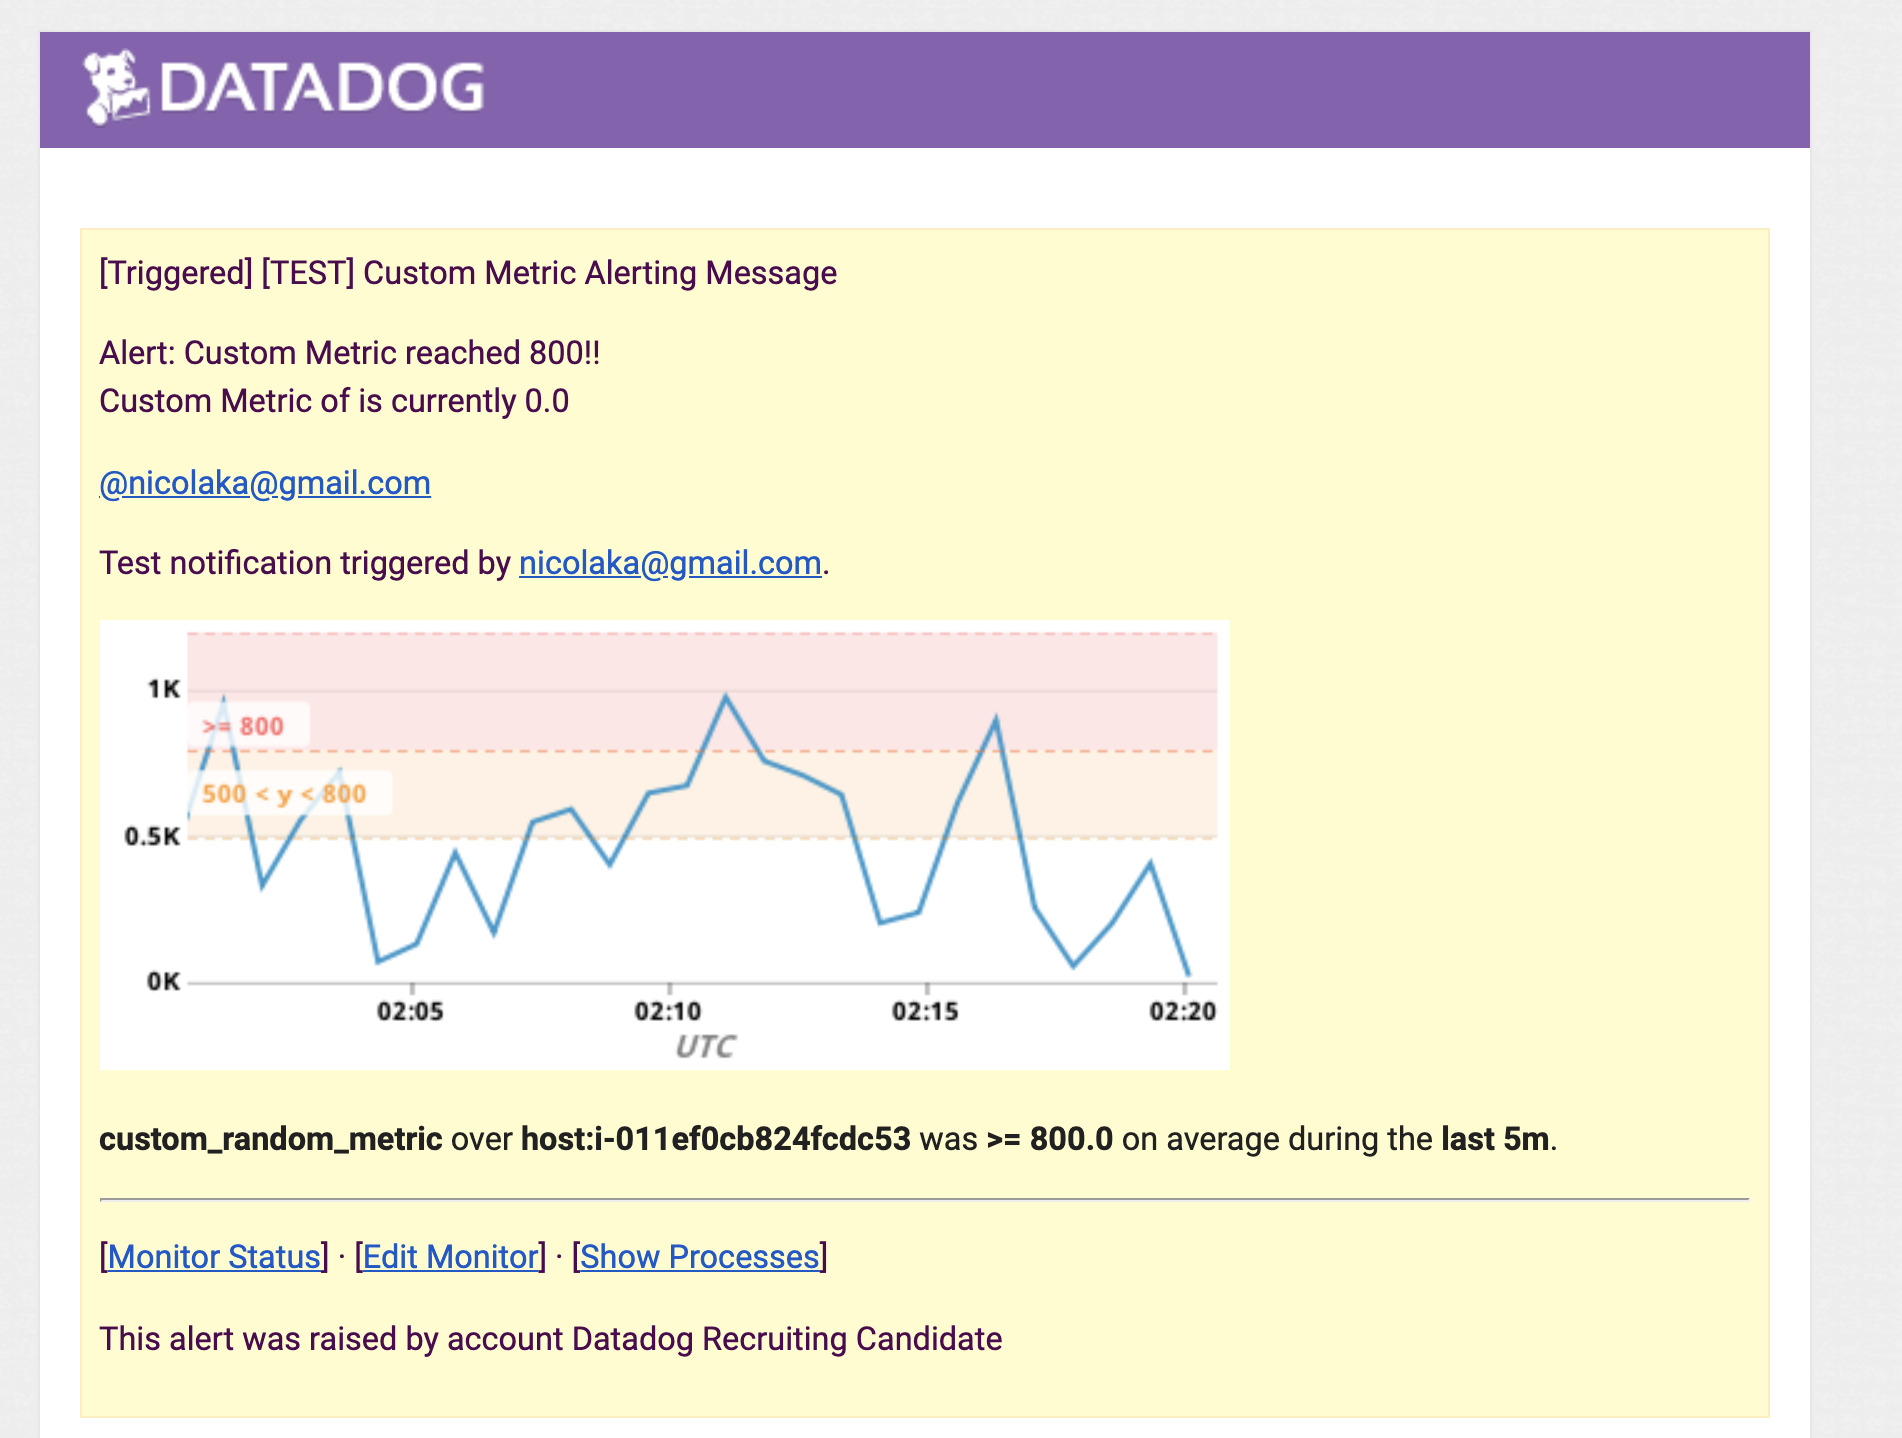 DATADOG
[Triggered] [TEST] Custom Metric Alerting Message
Alert: Custom Metric reached 800!!
Custom Metric of is currently 0.0
@nicolaka@gmail.com
Test notification triggered by nicolaka@gmail.com.
1K
>= 800
500 < y < 800
0.5K
0K
02:05 02:10 02:15 02:20
UTC
custom_random_metric over host:i-011ef0cb824fcdc53 was >= 800.0 on average during the last 5m.
[Monitor Status] · [Edit Monitor] · [Show Processes]
This alert was raised by account Datadog Recruiting Candidate